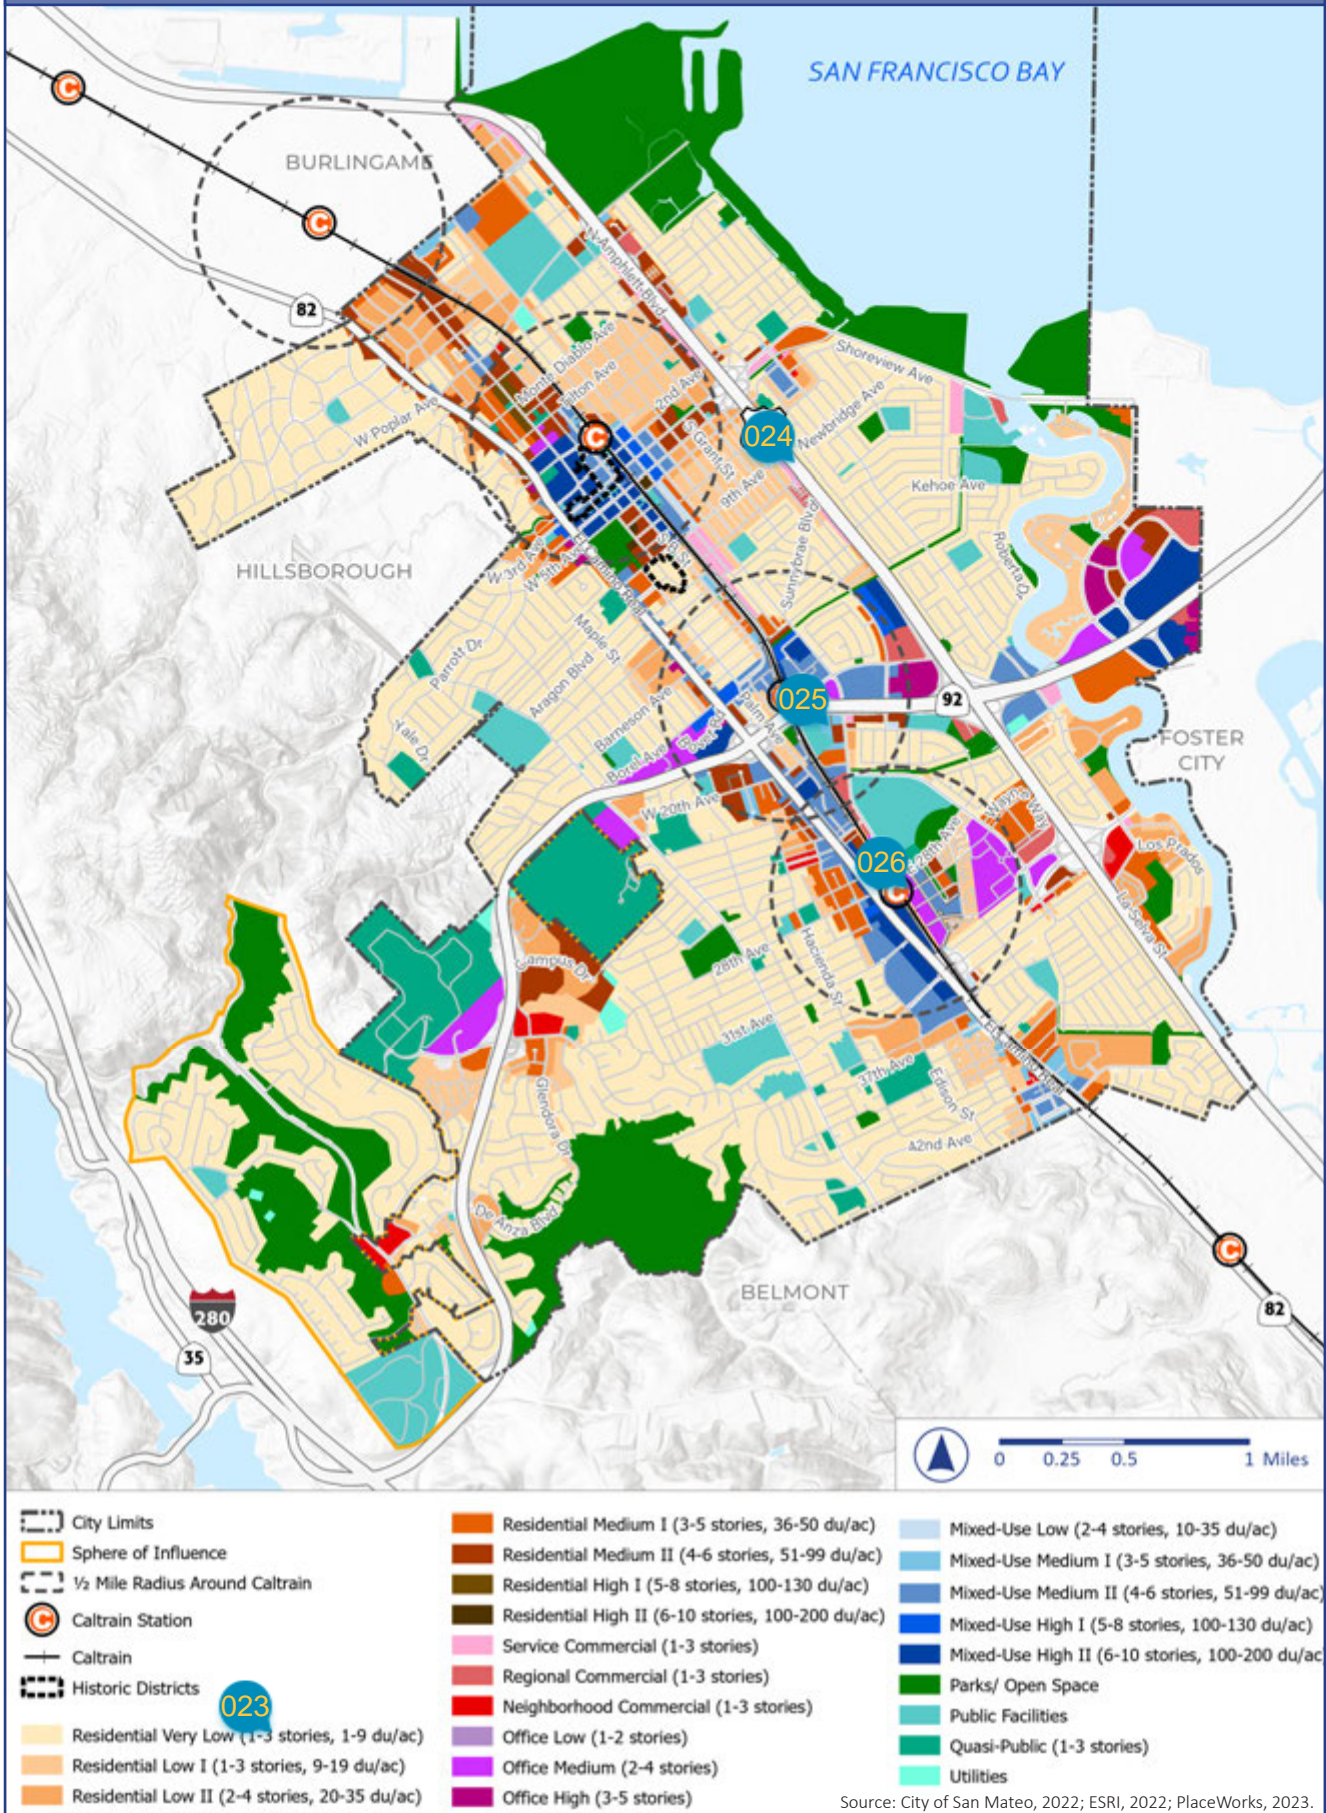 SAN FRANCISCO BAY
BURLINGAME
82
N Amphlett Blvd
Monte Diablo Ave
Tilton Ave
2nd Ave
Shoreview Ave
Newbridge Ave
W Poplar Ave
S Grant St
024
9th Ave
Kehoe Ave
HILLSBOROUGH
W 3rd Ave
W 5th Ave
El Camino Real
S B St
Sunnybrae Blvd
Roberta Dr
Maple St
Parrott Dr
Aragon Blvd
Yale Dr
Barneson Ave
Borel Ave
Palm Ave
025
92
FOSTER
CITY
W 20th Ave
Wayne Way
026
E 28th Ave
Los Prados
La Selva St
Campus Dr
28th Ave
Hacienda St
31st Ave
37th Ave
Edison St
El Camino Real
Glendora Dr
42nd Ave
De Anza Blvd
BELMONT
280
35
82
0 0.25 0.5 1 Miles
City Limits
Sphere of Influence
½ Mile Radius Around Caltrain
C Caltrain Station
Caltrain
Historic Districts
023
Residential Very Low (1-3 stories, 1-9 du/ac)
Residential Low I (1-3 stories, 9-19 du/ac)
Residential Low II (2-4 stories, 20-35 du/ac)
Residential Medium I (3-5 stories, 36-50 du/ac)
Residential Medium II (4-6 stories, 51-99 du/ac)
Residential High I (5-8 stories, 100-130 du/ac)
Residential High II (6-10 stories, 100-200 du/ac)
Service Commercial (1-3 stories)
Regional Commercial (1-3 stories)
Neighborhood Commercial (1-3 stories)
Office Low (1-2 stories)
Office Medium (2-4 stories)
Office High (3-5 stories)
Mixed-Use Low (2-4 stories, 10-35 du/ac)
Mixed-Use Medium I (3-5 stories, 36-50 du/ac)
Mixed-Use Medium II (4-6 stories, 51-99 du/ac)
Mixed-Use High I (5-8 stories, 100-130 du/ac)
Mixed-Use High II (6-10 stories, 100-200 du/ac
Parks/ Open Space
Public Facilities
Quasi-Public (1-3 stories)
Utilities
Source: City of San Mateo, 2022; ESRI, 2022; PlaceWorks, 2023.